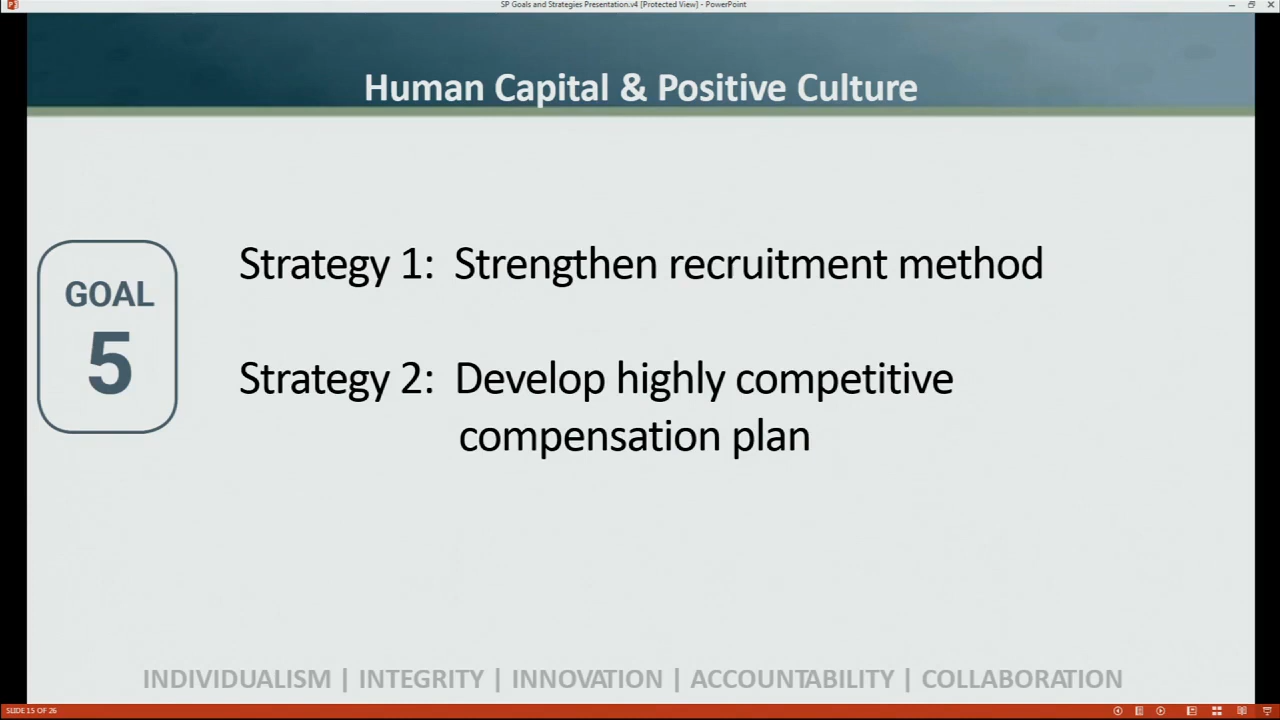 SP Goals and Strategies Presentation.v4 [Protected View] - PowerPoint
Human Capital & Positive Culture
GOAL
5
Strategy 1: Strengthen recruitment method
Strategy 2: Develop highly competitive
compensation plan
INDIVIDUALISM | INTEGRITY | INNOVATION | ACCOUNTABILITY | COLLABORATION
SLIDE 15 OF 26